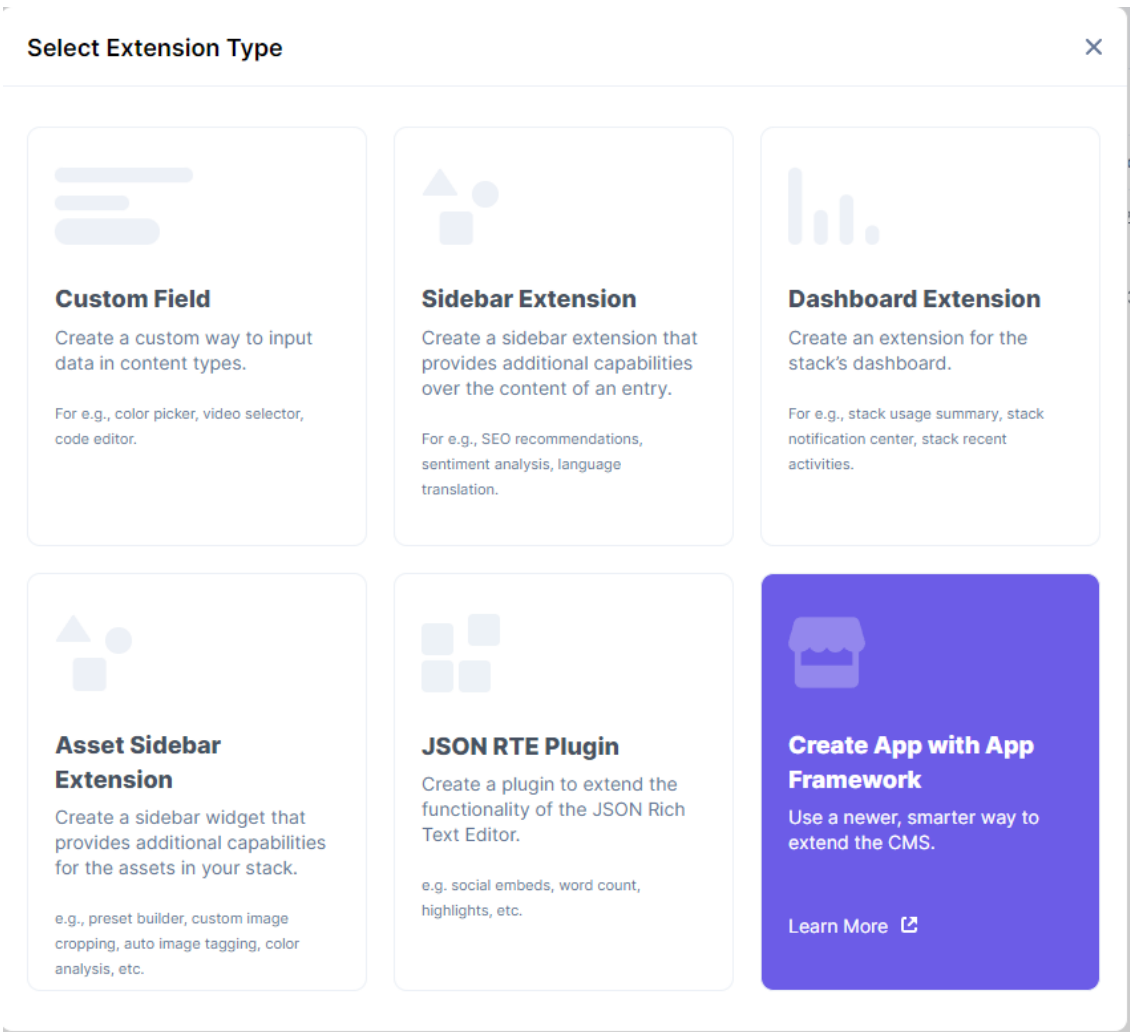 Select Extension Type
Custom Field
Create a custom way to input
data in content types.
For e.g., color picker, video selector,
code editor.
Sidebar Extension
Create a sidebar extension that
provides additional capabilities
over the content of an entry.
For e.g., SEO recommendations,
sentiment analysis, language
translation.
Dashboard Extension
Create an extension for the
stack’s dashboard.
For e.g., stack usage summary, stack
notification center, stack recent
activities.
Asset Sidebar
Extension
Create a sidebar widget that
provides additional capabilities
for the assets in your stack.
e.g., preset builder, custom image
cropping, auto image tagging, color
analysis, etc.
JSON RTE Plugin
Create a plugin to extend the
functionality of the JSON Rich
Text Editor.
e.g. social embeds, word count,
highlights, etc.
Create App with App
Framework
Use a newer, smarter way to
extend the CMS.
Learn More